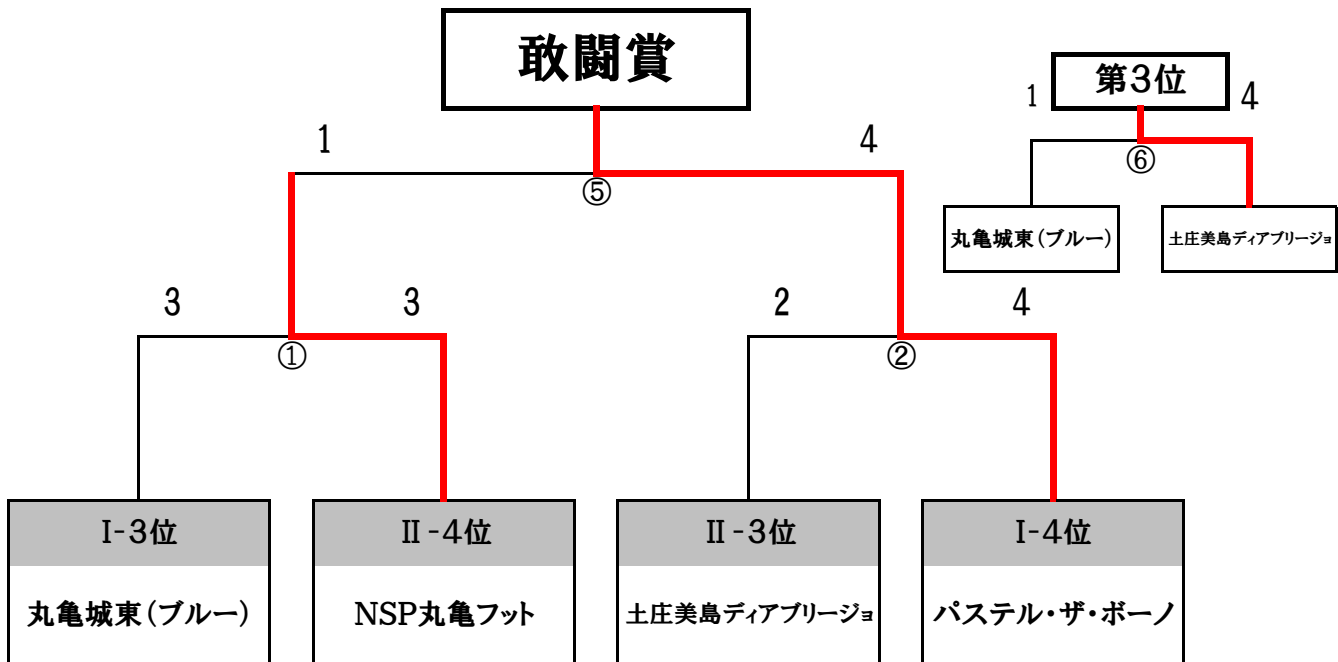 敢闘賞
第3位
1
4
1
4
⑤
⑥
丸亀城東(ブルー)
土庄美島ディアブリージョ
3
3
2
4
①
②
Ⅰ-3位
Ⅱ-4位
Ⅱ-3位
Ⅰ-4位
丸亀城東(ブルー)
NSP丸亀フット
土庄美島ディアブリージョ
パステル・ザ・ボーノ